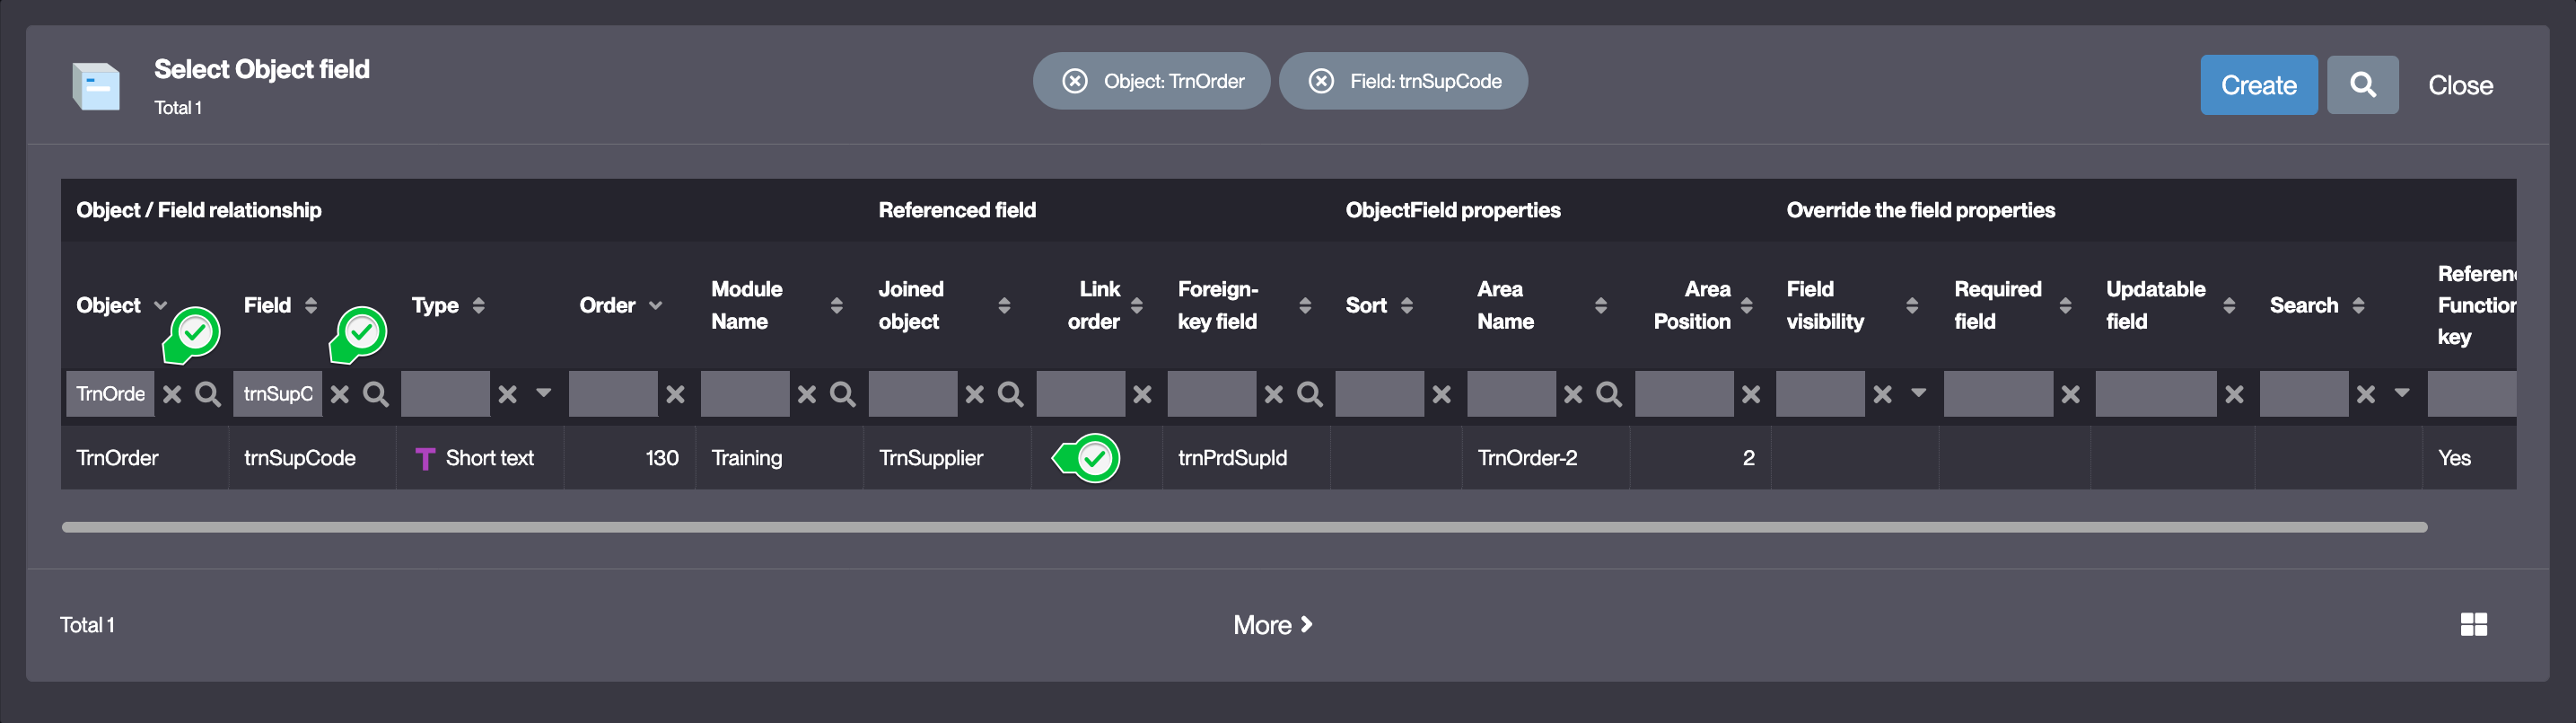 Select Object field
Total 1
Object: TrnOrder
Field: trnSupCode
Create
Close
Object / Field relationship
Referenced field
ObjectField properties
Override the field properties
Object
Field
Type
Order
Module
Name
Joined
object
Link
order
Foreign-
key field
Sort
Area
Name
Area
Position
Field
visibility
Required
field
Updatable
field
Search
Referen
Function
key
TrnOrde
trnSupC
TrnOrder
trnSupCode
T Short text
130
Training
TrnSupplier
trnPrdSupId
TrnOrder-2
2
Yes
Total 1
More